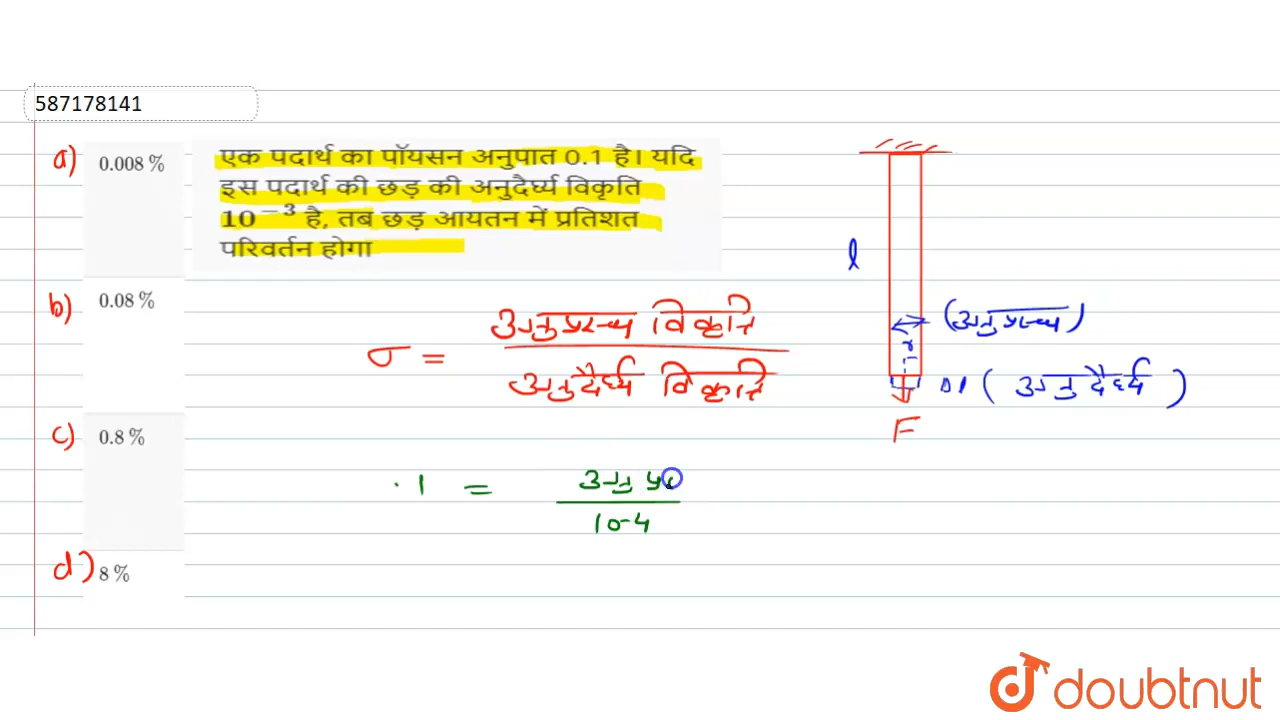 587178141
a) 0.008 %
एक पदार्थ का पॉयसन अनुपात 0.1 है। यदि
इस पदार्थ की छड़ की अनुदैर्घ्य विकृति
10⁻³ है, तब छड़ आयतन में प्रतिशत
परिवर्तन होगा
b) 0.08 %
c) 0.8 %
d) 8 %
σ = अनुप्रस्थ विकृति
अनुदैर्घ्य विकृति
.1 = अनुप्र
10-4
l
(अनुप्रस्थ)
r
Δl (अनुदैर्घ्य)
F
doubtnut